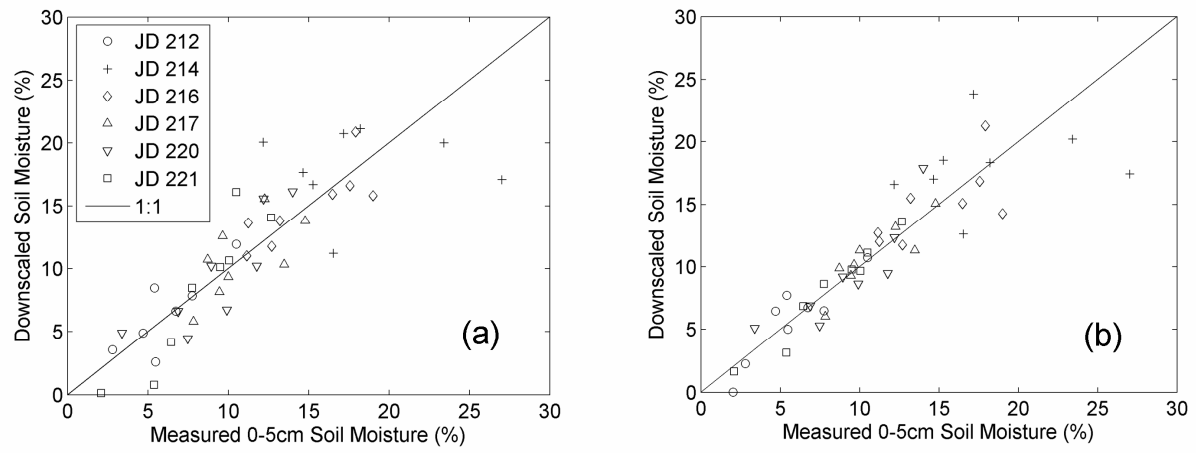 30
25
20
15
10
5
0
Downscaled Soil Moisture (%)
JD 212
JD 214
JD 216
JD 217
JD 220
JD 221
1:1
(a)
0 5 10 15 20 25 30
Measured 0-5cm Soil Moisture (%)
30
25
20
15
10
5
0
Downscaled Soil Moisture (%)
(b)
0 5 10 15 20 25 30
Measured 0-5cm Soil Moisture (%)